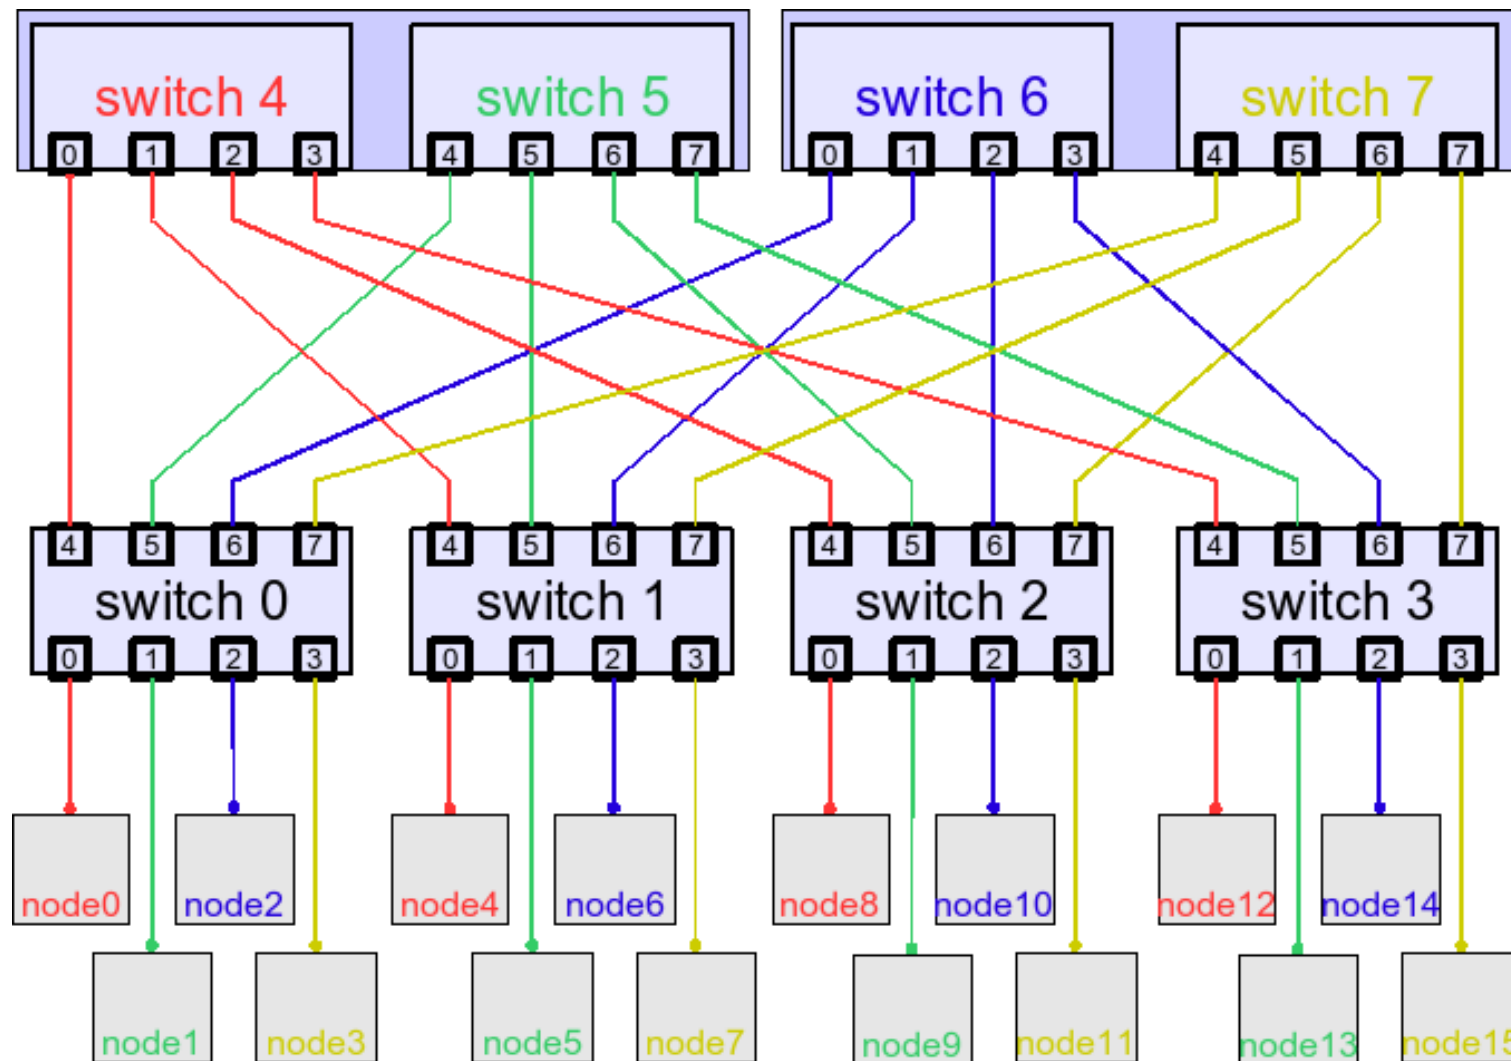 switch 4 switch 5 switch 6 switch 7
0 1 2 3 4 5 6 7 0 1 2 3 4 5 6 7
4 5 6 7 4 5 6 7 4 5 6 7 4 5 6 7
switch 0 switch 1 switch 2 switch 3
0 1 2 3 0 1 2 3 0 1 2 3 0 1 2 3
node0 node2 node4 node6 node8 node10 node12 node14
node1 node3 node5 node7 node9 node11 node13 node15